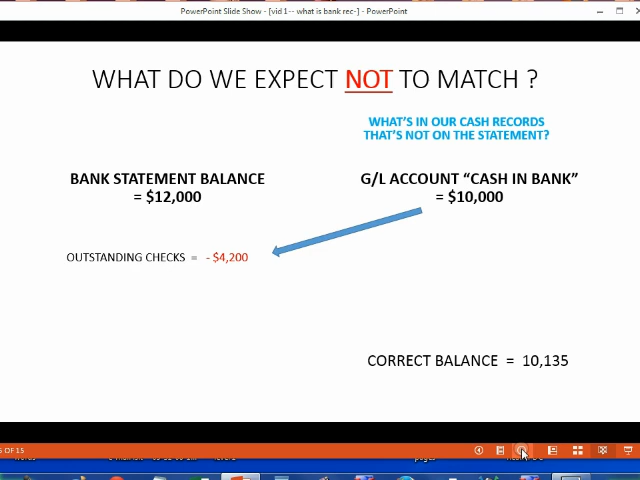 PowerPoint Slide Show - [vid 1-- what is bank rec-] - PowerPoint
WHAT DO WE EXPECT NOT TO MATCH ?
WHAT'S IN OUR CASH RECORDS
THAT'S NOT ON THE STATEMENT?
BANK STATEMENT BALANCE
= $12,000
G/L ACCOUNT “CASH IN BANK”
= $10,000
OUTSTANDING CHECKS = - $4,200
CORRECT BALANCE = 10,135
OF 15